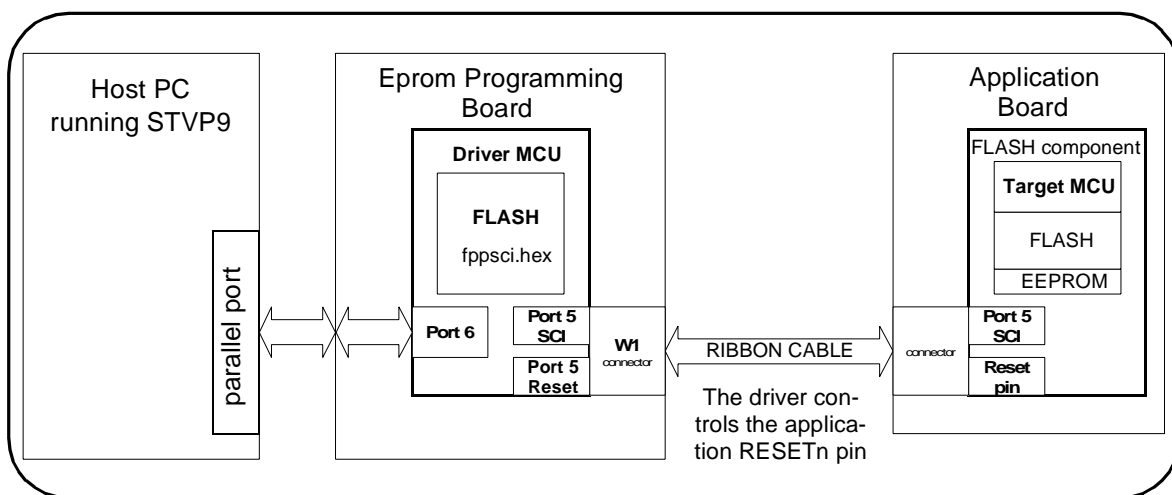 Host PC
running STVP9
parallel port
Eprom Programming
Board
Driver MCU
FLASH
fppsci.hex
Port 6
Port 5
SCI
Port 5
Reset
W1
connector
RIBBON CABLE
The driver con-
trols the applica-
tion RESETn pin
Application
Board
FLASH component
Target MCU
FLASH
EEPROM
connector
Port 5
SCI
Reset
pin